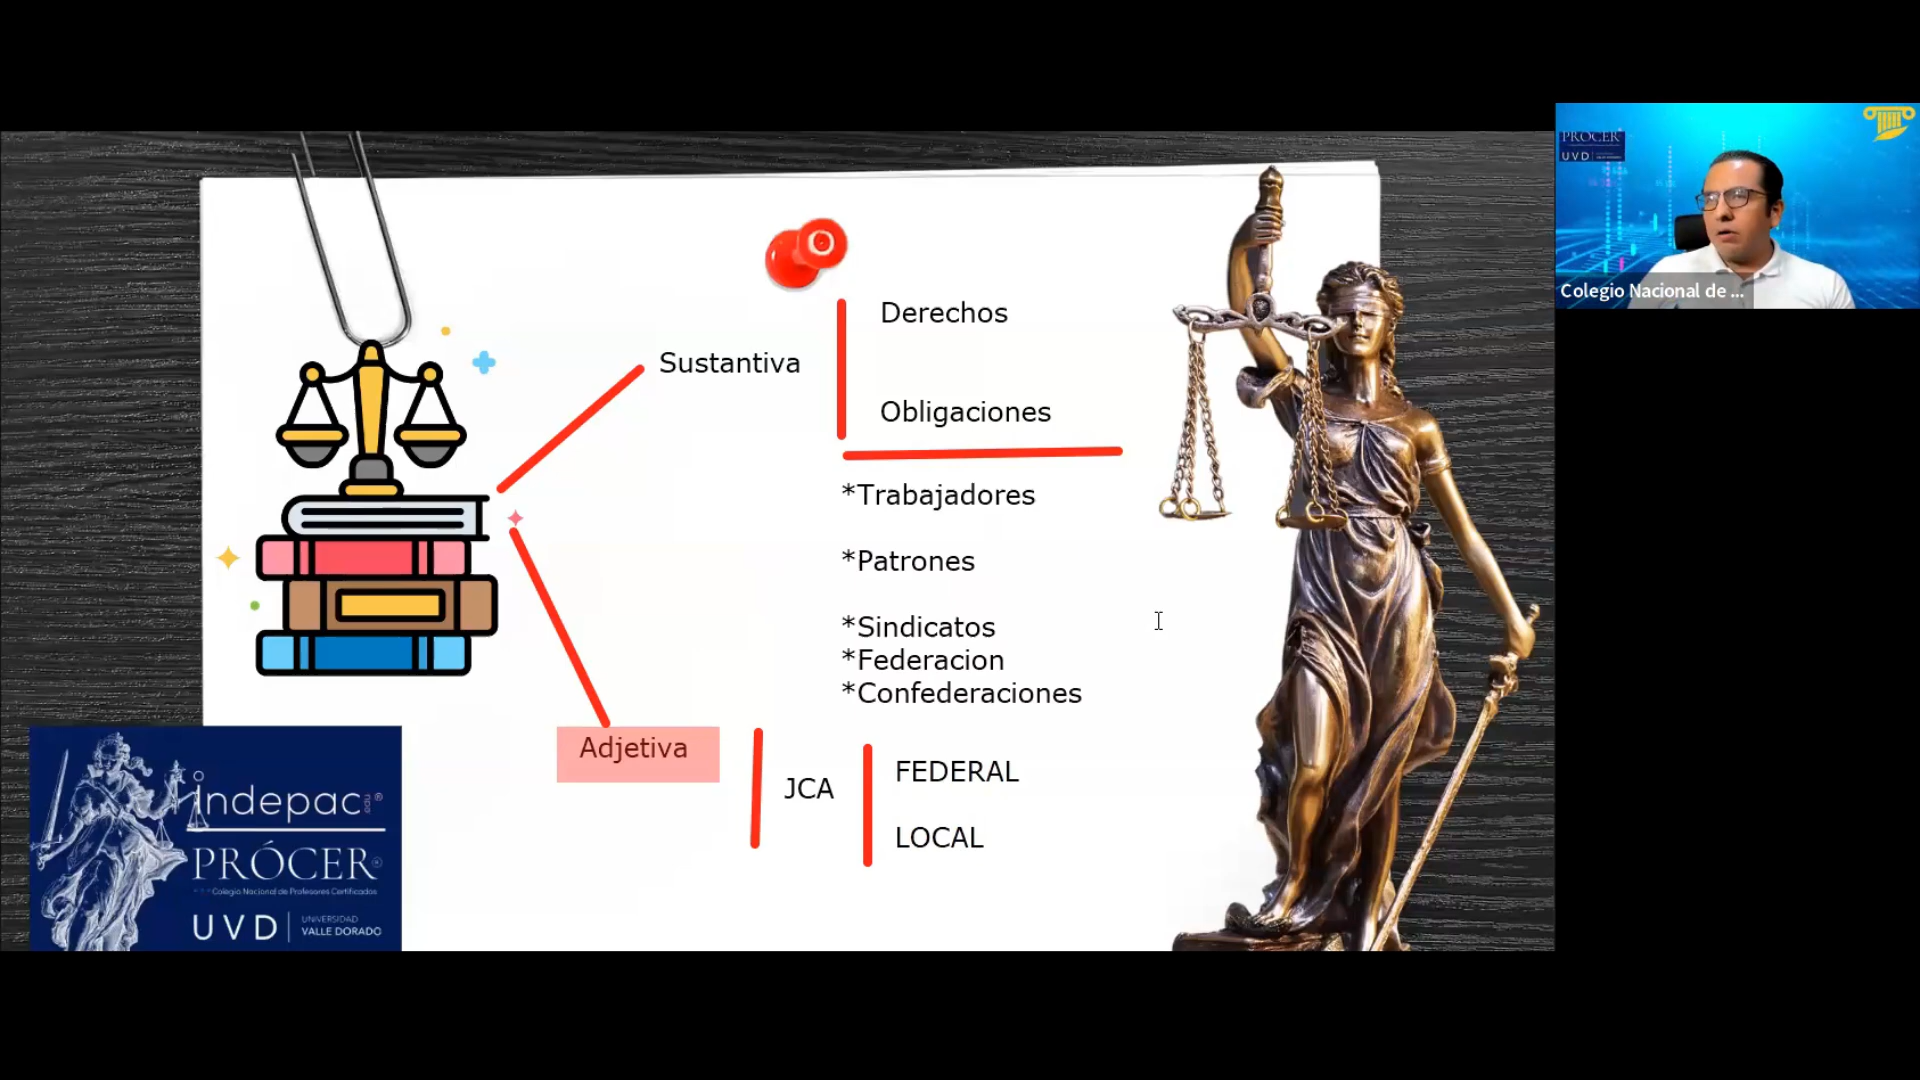 Derechos
Sustantiva
Obligaciones
*Trabajadores
*Patrones
*Sindicatos
*Federacion
*Confederaciones
Adjetiva
JCA
FEDERAL
LOCAL
indepac
PRÓCER®
Colegio Nacional de Profesores Certificados
UVD
UNIVERSIDAD
VALLE DORADO
PRÓCER
UVD
Colegio Nacional de ...